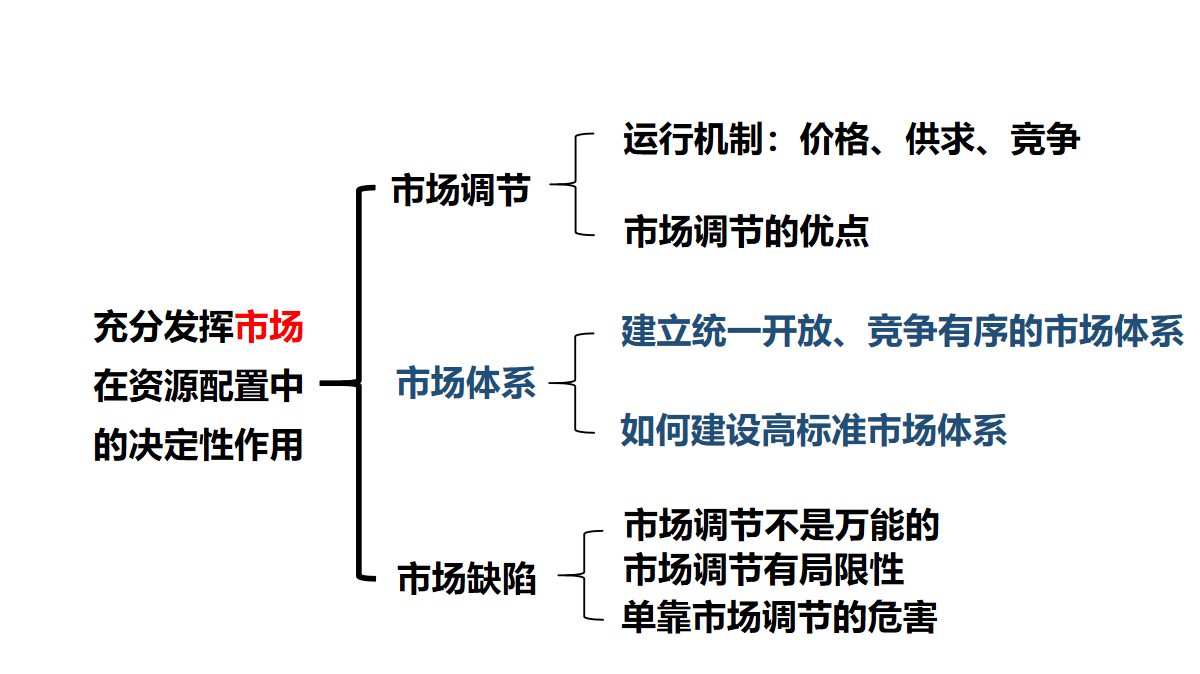 充分发挥市场
在资源配置中
的决定性作用
市场调节
运行机制：价格、供求、竞争
市场调节的优点
市场体系
建立统一开放、竞争有序的市场体系
如何建设高标准市场体系
市场缺陷
市场调节不是万能的
市场调节有局限性
单靠市场调节的危害